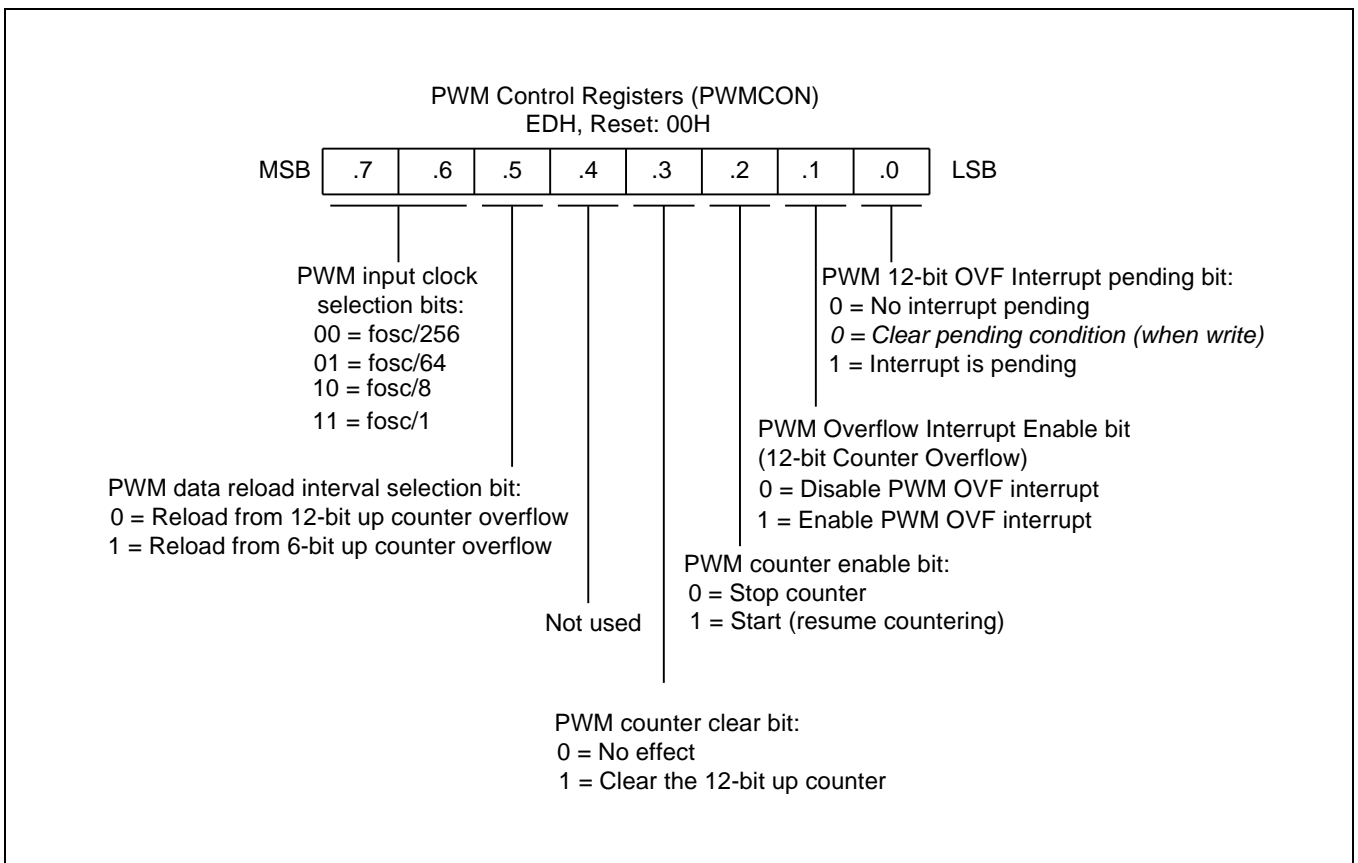 PWM Control Registers (PWMCON)
EDH, Reset: 00H
MSB .7 .6 .5 .4 .3 .2 .1 .0 LSB
PWM input clock
selection bits:
00 = fosc/256
01 = fosc/64
10 = fosc/8
11 = fosc/1
PWM 12-bit OVF Interrupt pending bit:
0 = No interrupt pending
0 = Clear pending condition (when write)
1 = Interrupt is pending
PWM Overflow Interrupt Enable bit
(12-bit Counter Overflow)
0 = Disable PWM OVF interrupt
1 = Enable PWM OVF interrupt
PWM data reload interval selection bit:
0 = Reload from 12-bit up counter overflow
1 = Reload from 6-bit up counter overflow
PWM counter enable bit:
0 = Stop counter
1 = Start (resume countering)
Not used
PWM counter clear bit:
0 = No effect
1 = Clear the 12-bit up counter